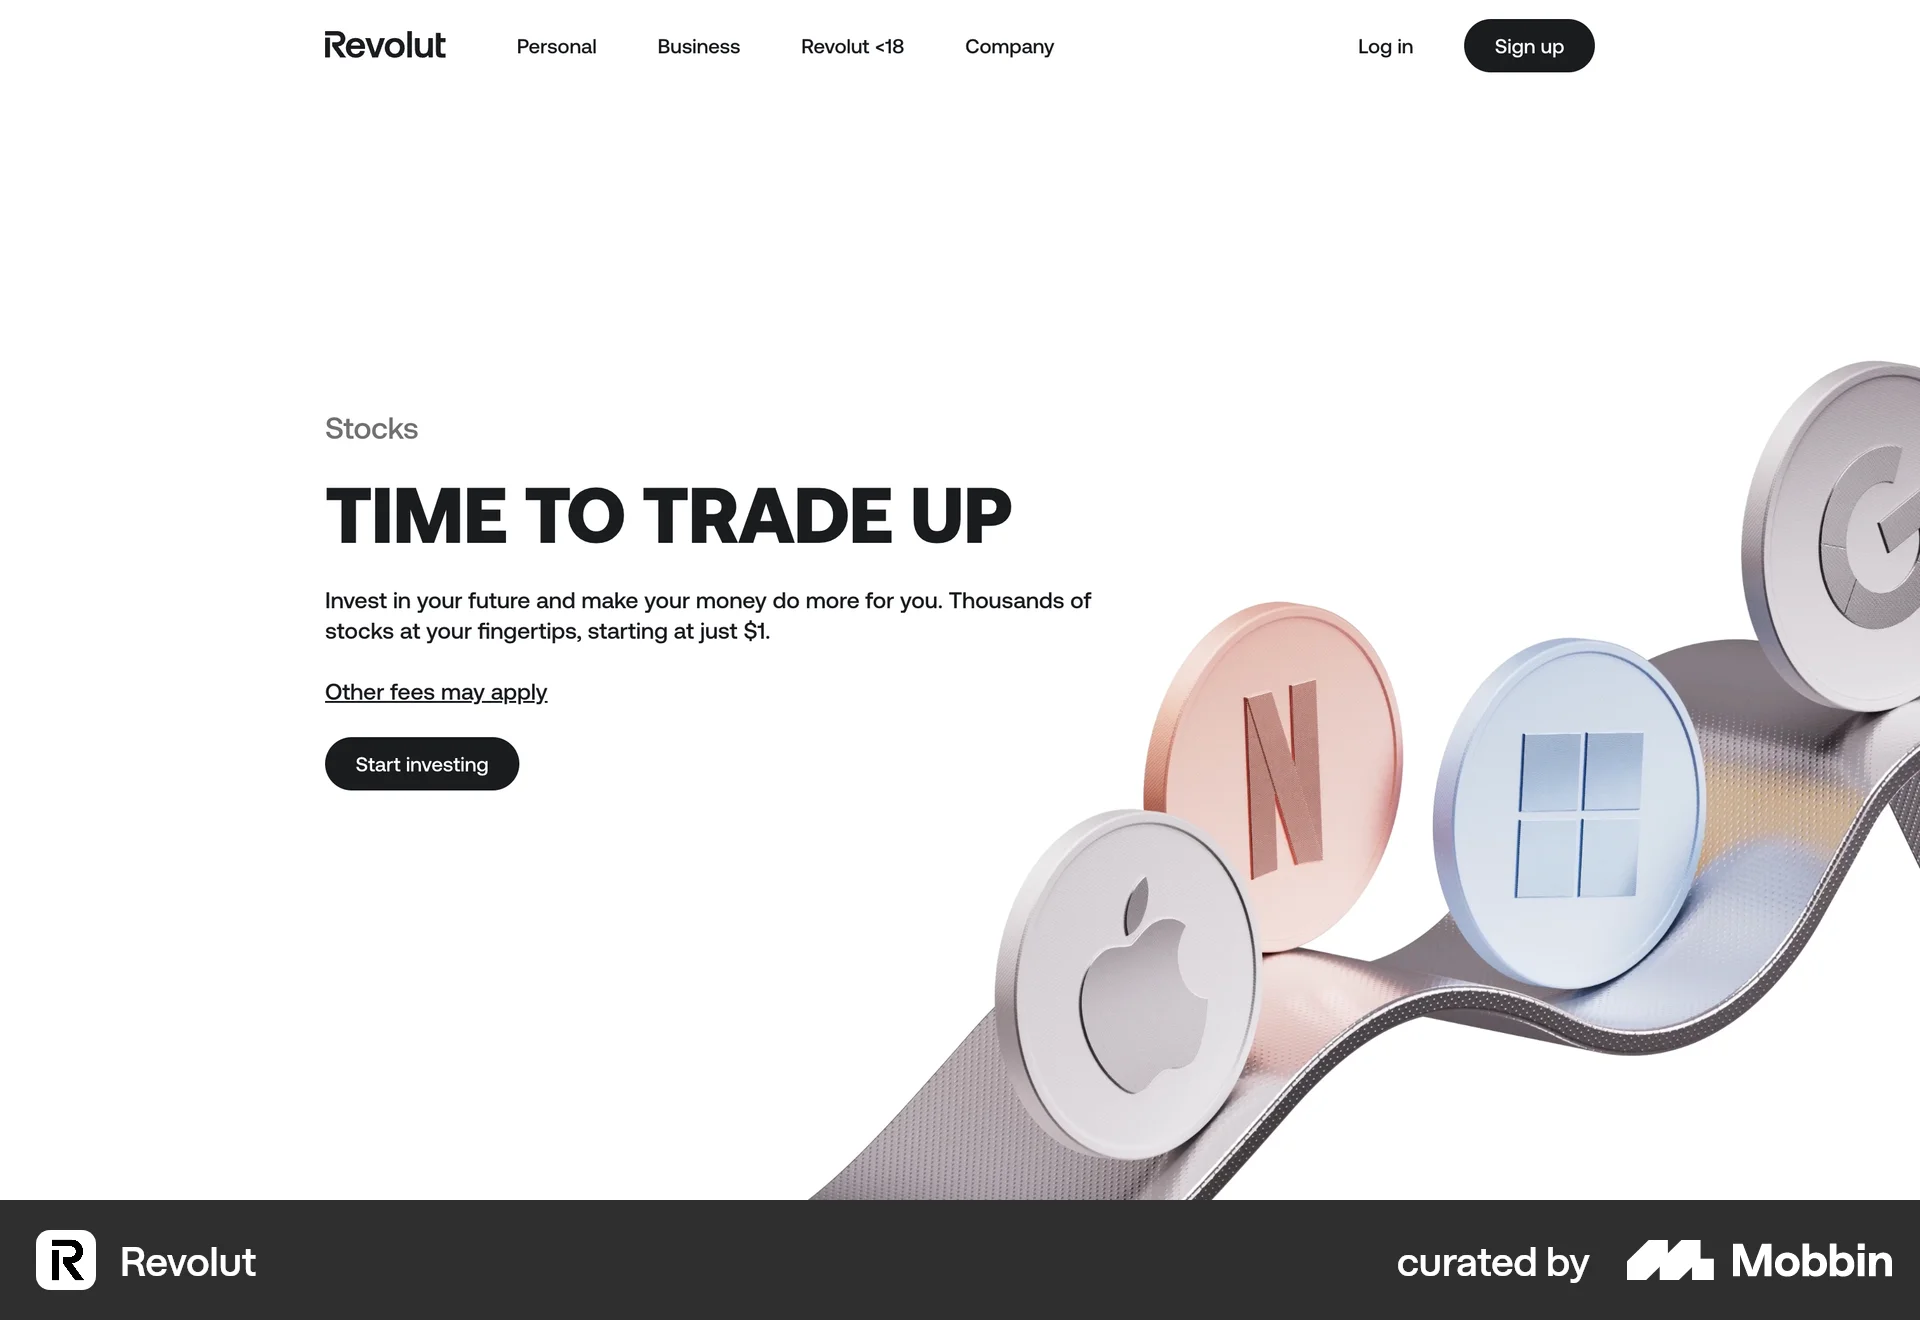 Revolut
Personal
Business
Revolut <18
Company
Log in
Sign up
Stocks
TIME TO TRADE UP
Invest in your future and make your money do more for you. Thousands of
stocks at your fingertips, starting at just $1.
Other fees may apply
Start investing
N
G
R
Revolut
curated by
Mobbin